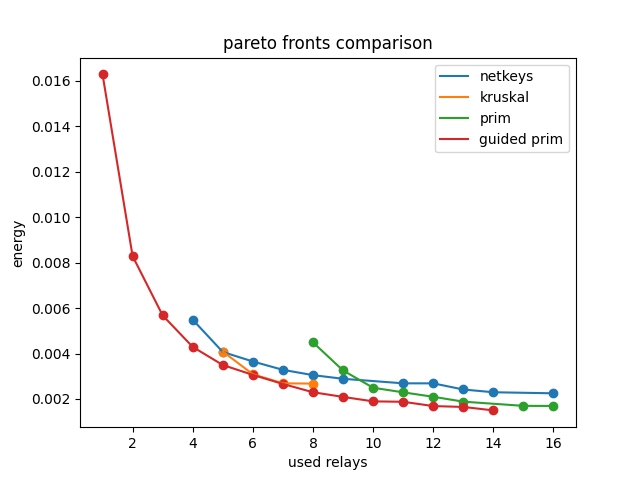 pareto fronts comparison
netkeys
kruskal
prim
guided prim
0.016
0.014
0.012
0.010
0.008
0.006
0.004
0.002
energy
2 4 6 8 10 12 14 16
used relays